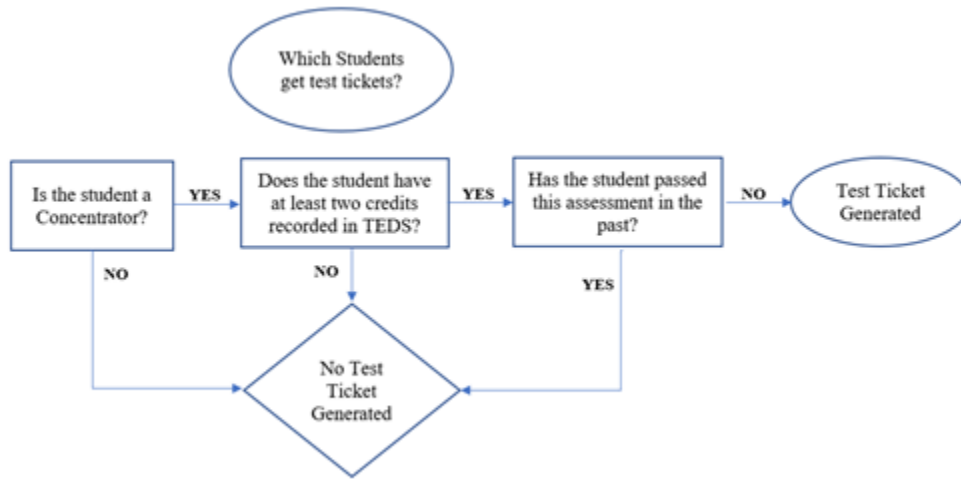 Which Students
get test tickets?
Is the student a
Concentrator?
YES
Does the student have
at least two credits
recorded in TEDS?
YES
Has the student passed
this assessment in the
past?
NO
Test Ticket
Generated
NO
NO
YES
No Test
Ticket
Generated